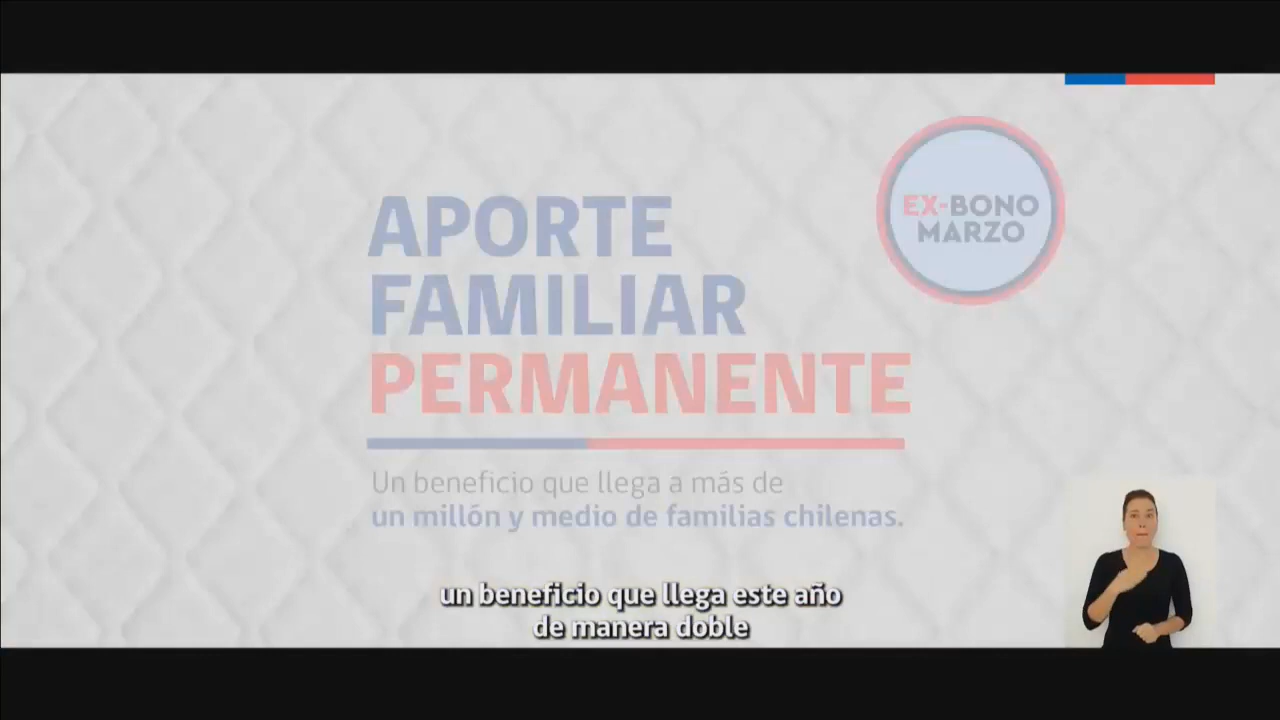 EX-BONO
MARZO
APORTE
FAMILIAR
PERMANENTE
Un beneficio que llega a más de
un millón y medio de familias chilenas.
un beneficio que llega este año
de manera doble